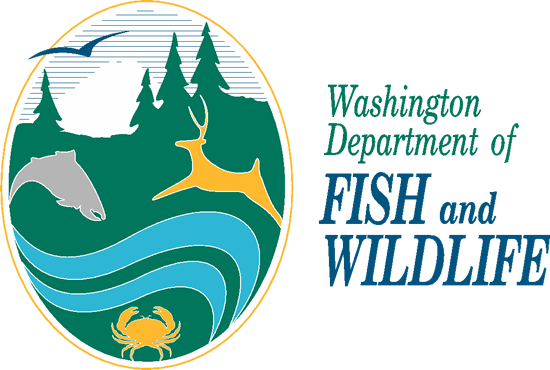 Washington
Department of
FISH and
WILDLIFE